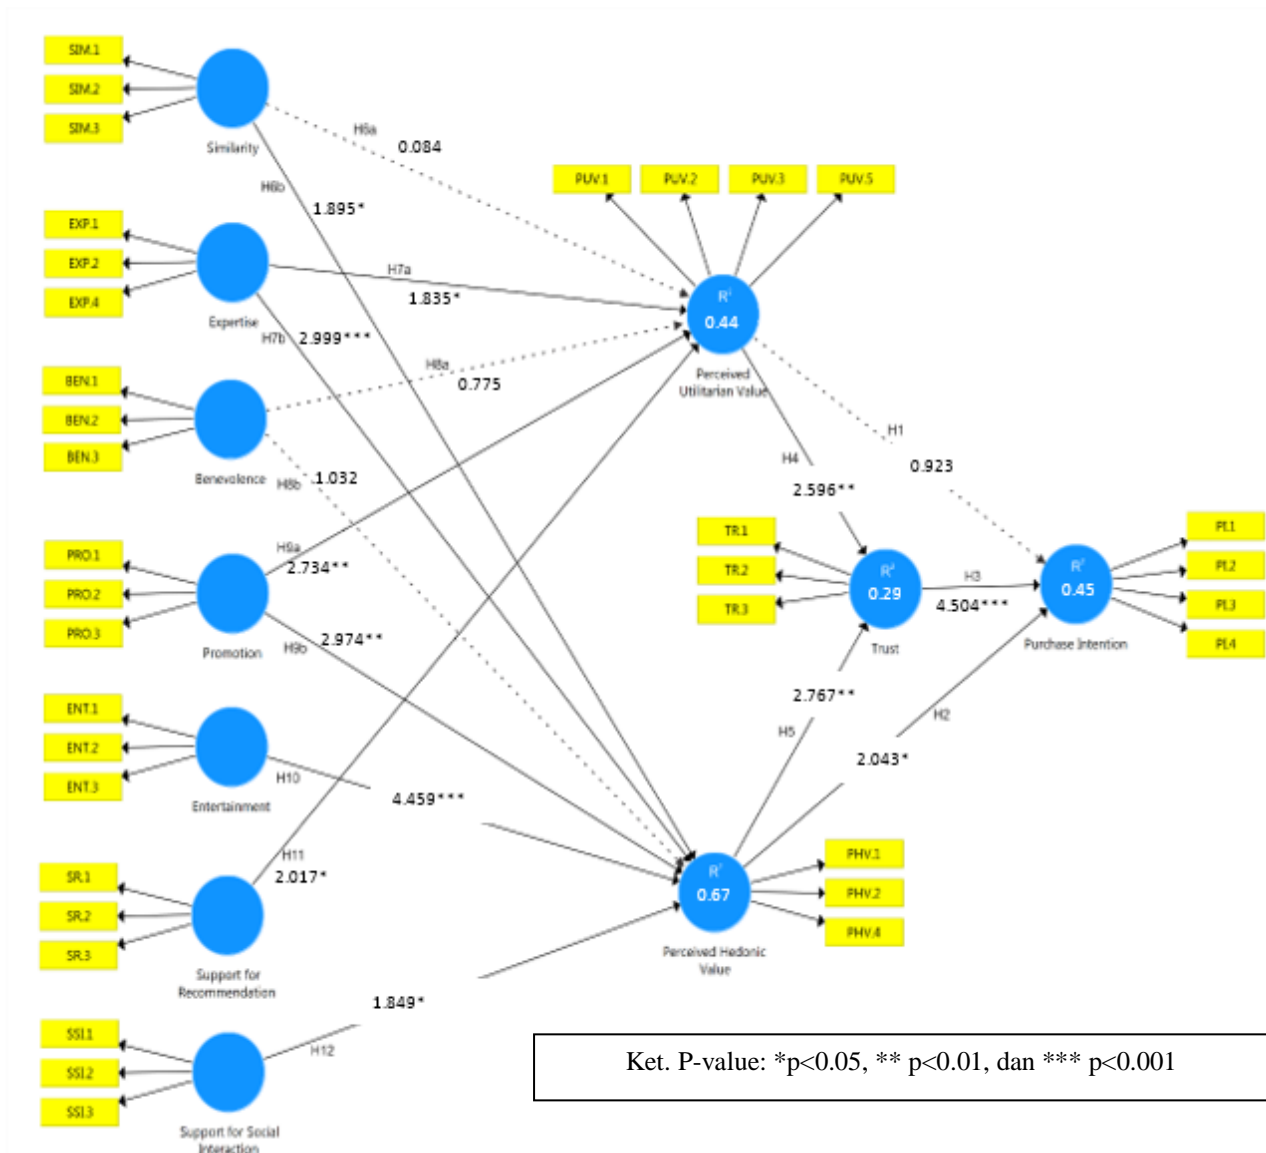 SIM.1
SIM.2
SIM.3
Similarity
H6a
0.084
H6b
1.895*
PUV.1
PUV.2
PUV.3
PUV.5
EXP.1
EXP.2
EXP.4
Expertise
H7a
1.835*
H7b
2.999***
R²
0.44
Perceived
Utilitarian Value
BEN.1
BEN.2
BEN.3
Benevolence
H8a
0.775
H8b
1.032
H1
0.923
H4
2.596**
PRO.1
PRO.2
PRO.3
Promotion
H9a
2.734**
H9b
2.974**
TR.1
TR.2
TR.3
R²
0.29
Trust
H3
4.504***
R²
0.45
Purchase Intention
PI.1
PI.2
PI.3
PI.4
ENT.1
ENT.2
ENT.3
Entertainment
H10
4.459***
2.767**
H5
H2
2.043*
SR.1
SR.2
SR.3
Support for
Recommendation
H11
2.017*
R²
0.67
Perceived Hedonic
Value
PHV.1
PHV.2
PHV.4
SSI.1
SSI.2
SSI.3
Support for Social
Interaction
H12
1.849*
Ket. P-value: *p<0.05, ** p<0.01, dan *** p<0.001